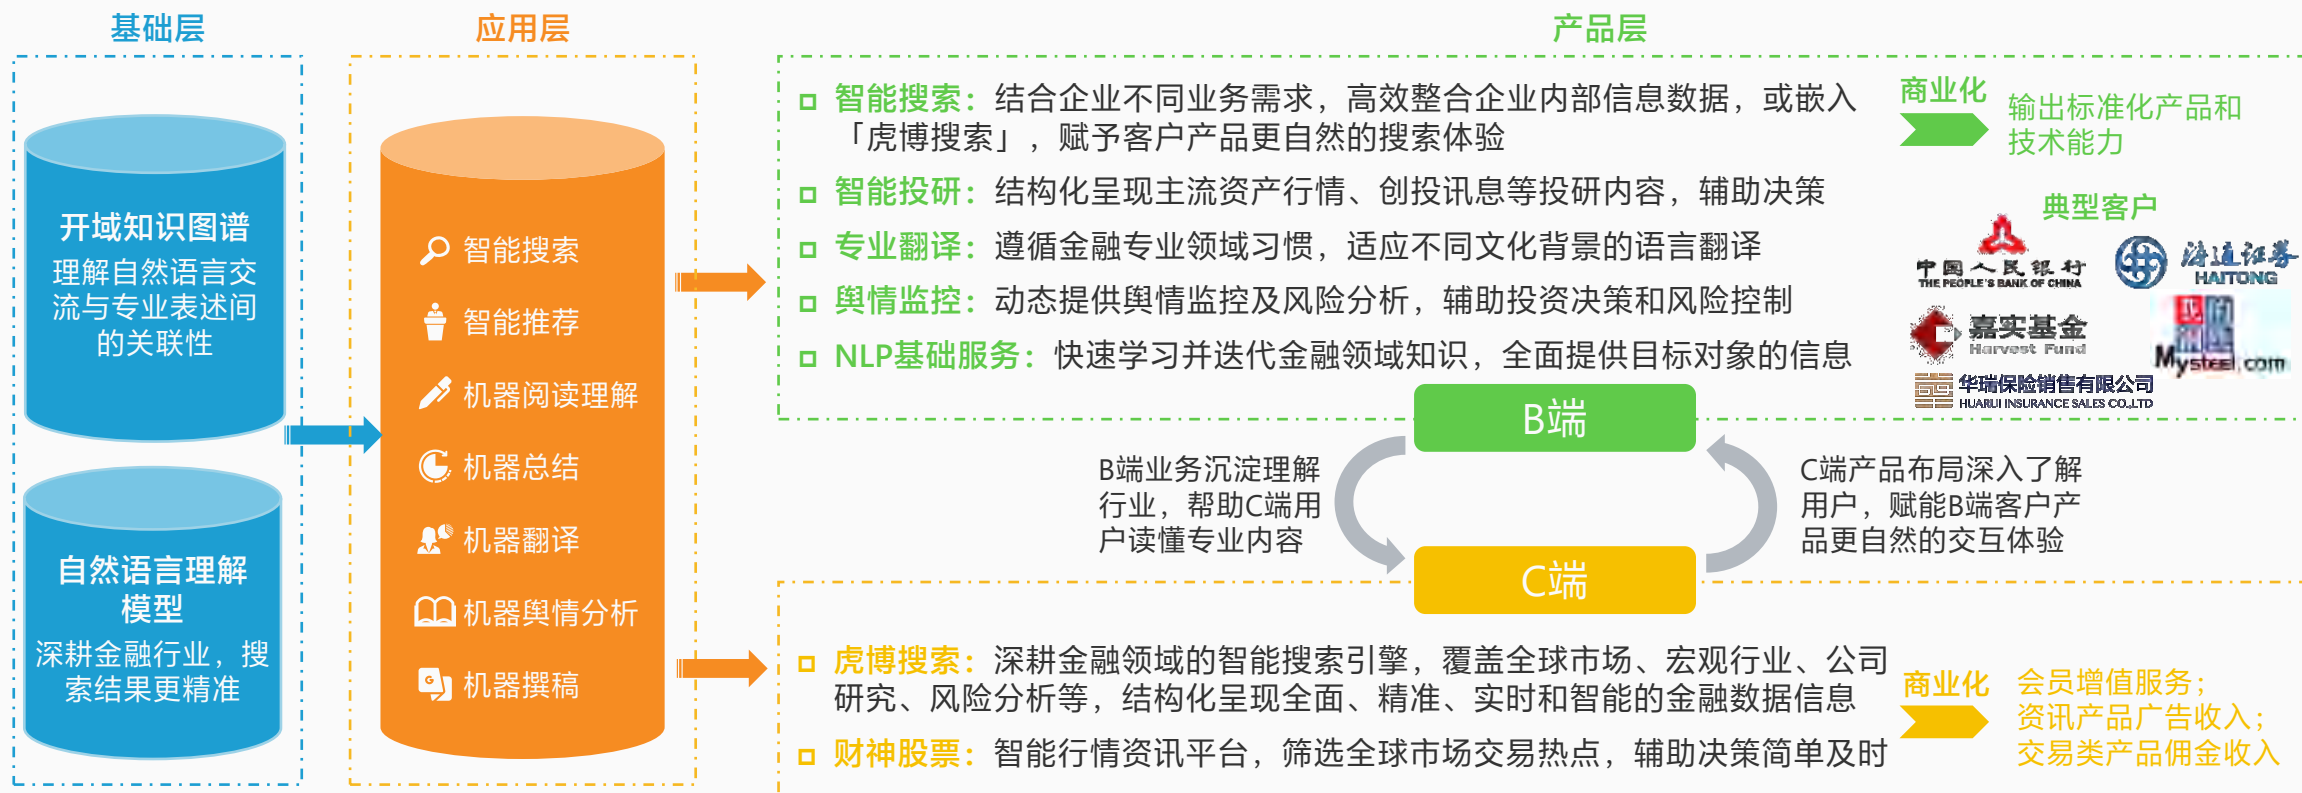 基础层
开域知识图谱
理解自然语言交
流与专业表述间
的关联性
自然语言理解
模型
深耕金融行业，搜
索结果更精准
应用层
智能搜索
智能推荐
机器阅读理解
机器总结
机器翻译
机器舆情分析
机器撰稿
产品层
智能搜索：结合企业不同业务需求，高效整合企业内部信息数据，或嵌入
「虎博搜索」，赋予客户产品更自然的搜索体验
智能投研：结构化呈现主流资产行情、创投讯息等投研内容，辅助决策
专业翻译：遵循金融专业领域习惯，适应不同文化背景的语言翻译
舆情监控：动态提供舆情监控及风险分析，辅助投资决策和风险控制
NLP基础服务：快速学习并迭代金融领域知识，全面提供目标对象的信息
商业化
输出标准化产品和
技术能力
典型客户
中国人民银行
THE PEOPLE'S BANK OF CHINA
海通证券
HAITONG
嘉实基金
Harvest Fund
Mysteel.com
华瑞保险销售有限公司
HUARUI INSURANCE SALES CO.,LTD
B端
B端业务沉淀理解
行业，帮助C端用
户读懂专业内容
C端产品布局深入了解
用户，赋能B端客户产
品更自然的交互体验
C端
虎博搜索：深耕金融领域的智能搜索引擎，覆盖全球市场、宏观行业、公司
研究、风险分析等，结构化呈现全面、精准、实时和智能的金融数据信息
财神股票：智能行情资讯平台，筛选全球市场交易热点，辅助决策简单及时
商业化
会员增值服务；
资讯产品广告收入；
交易类产品佣金收入